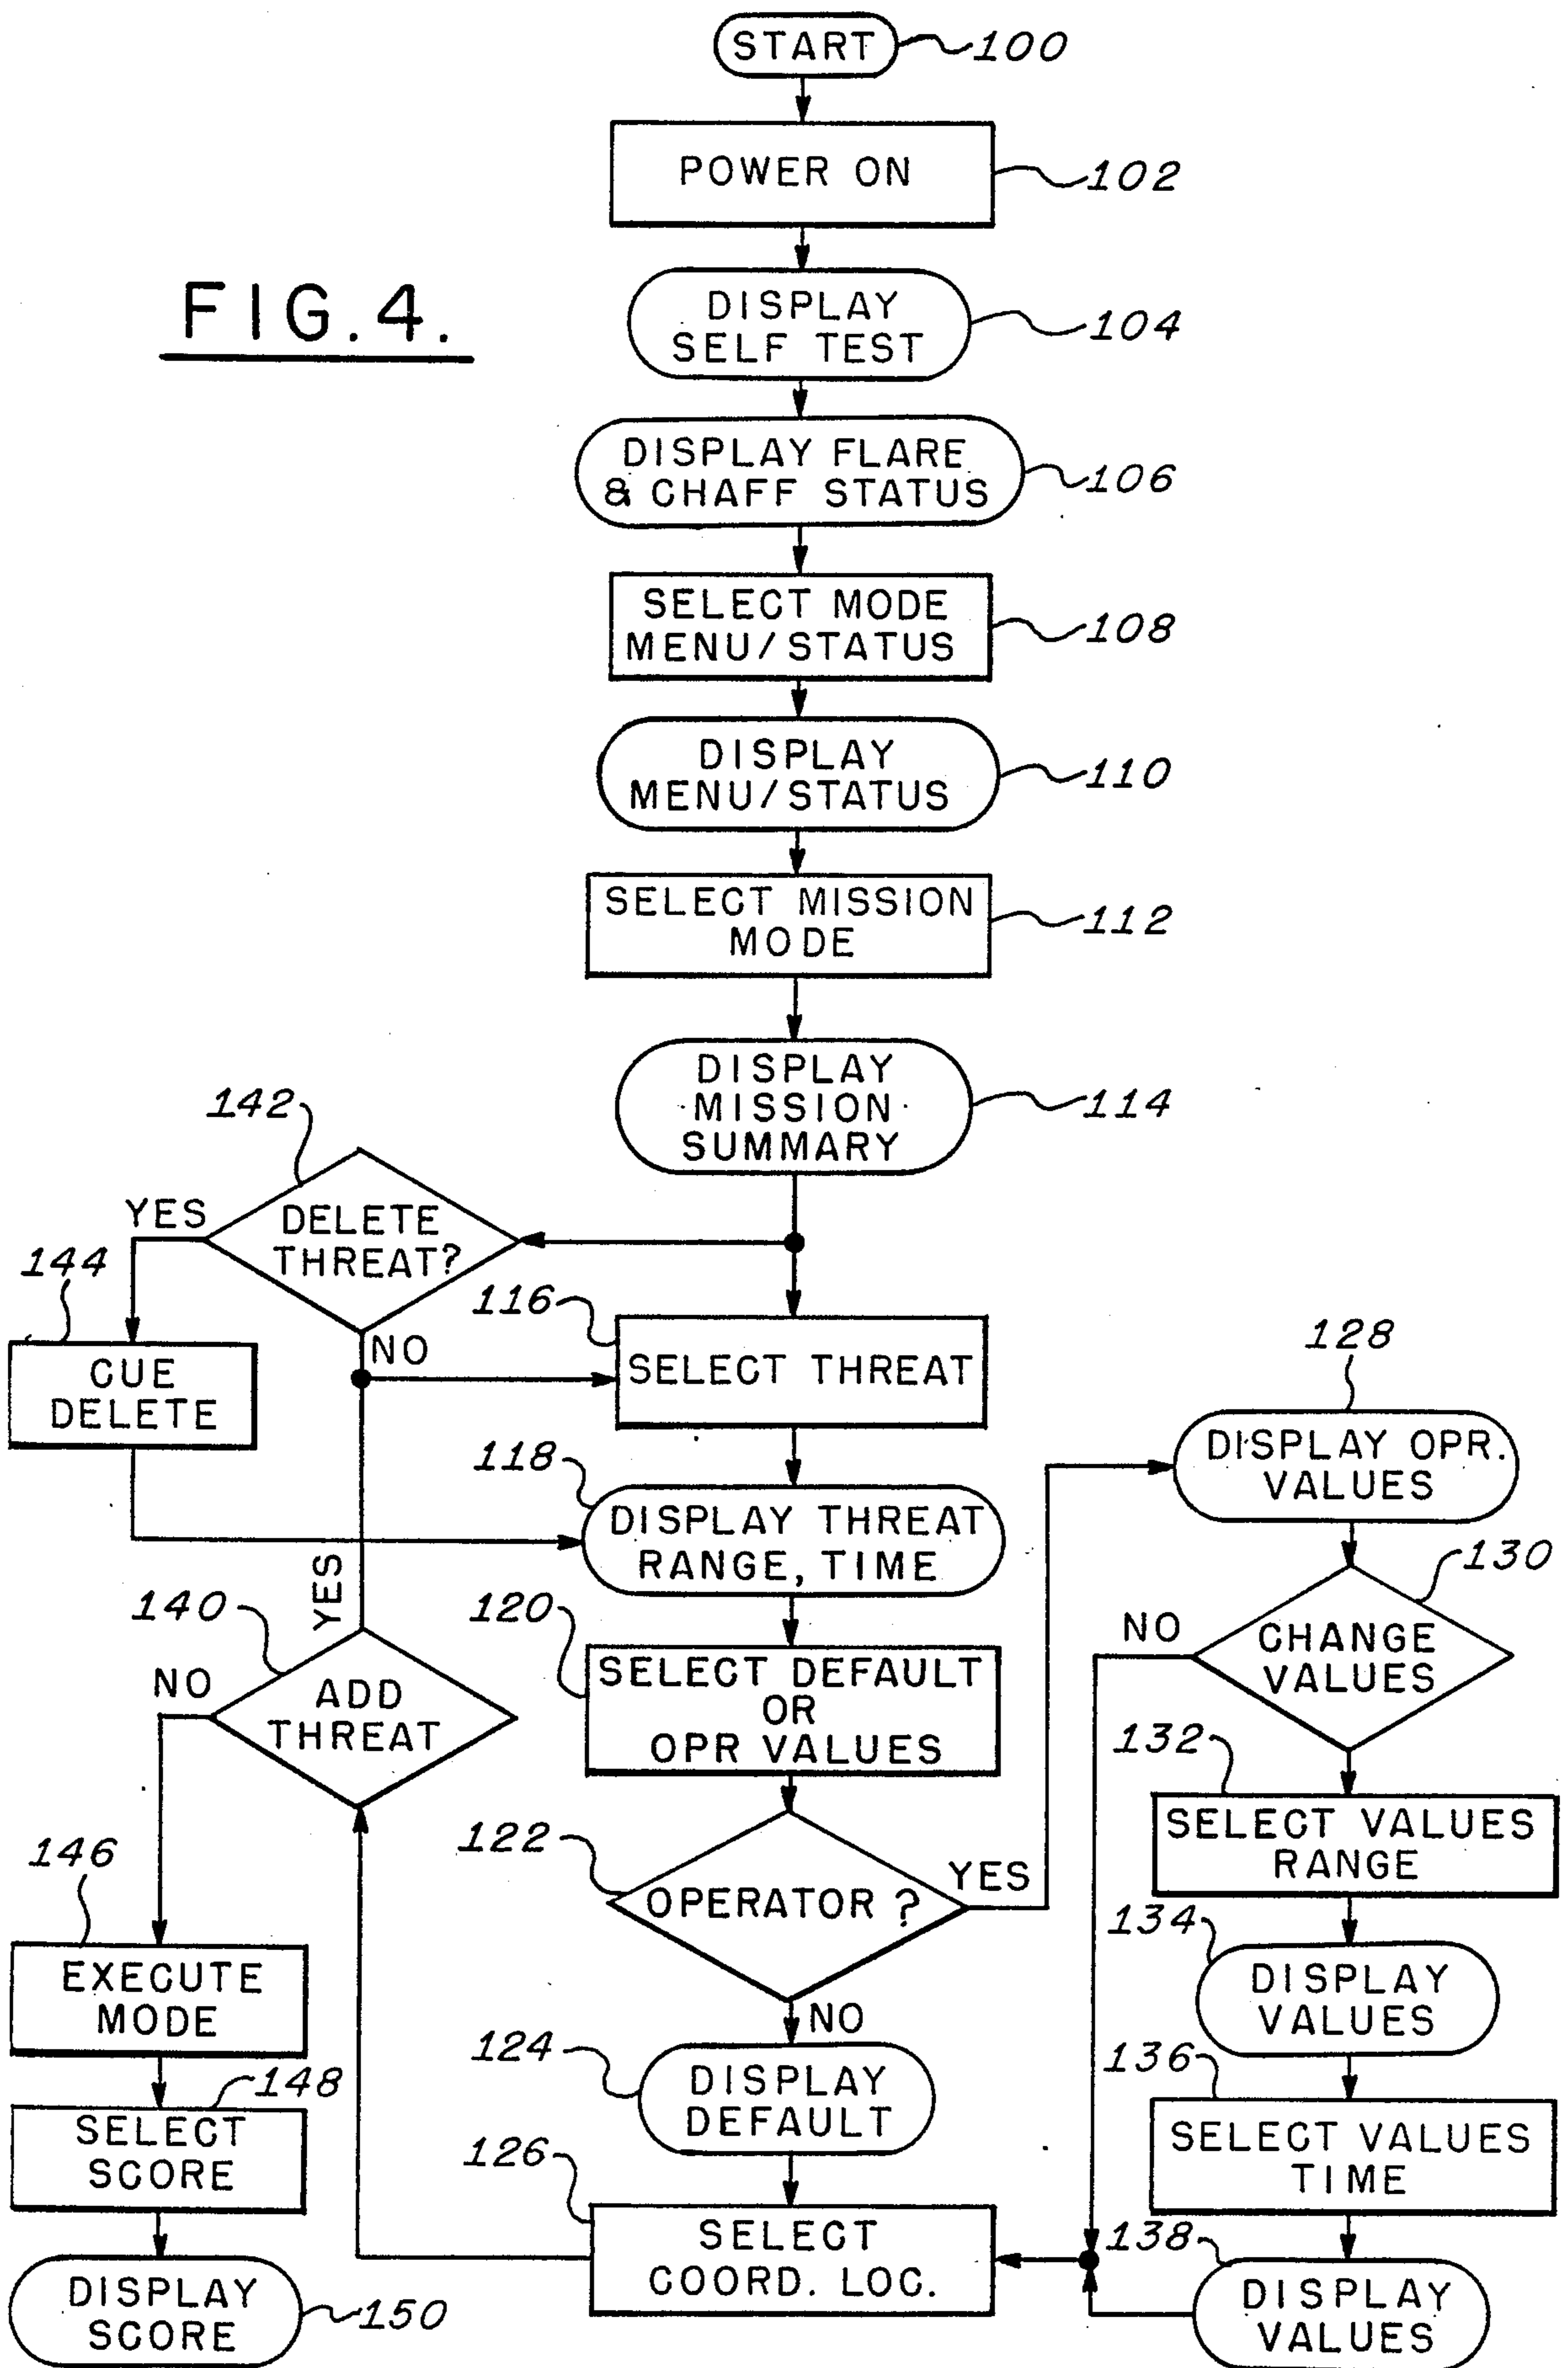 START
100
POWER ON
102
FIG.4.
DISPLAY
SELF TEST
104
DISPLAY FLARE
& CHAFF STATUS
106
SELECT MODE
MENU/STATUS
108
DISPLAY
MENU/STATUS
110
SELECT MISSION
MODE
112
DISPLAY
MISSION
SUMMARY
114
142
YES
DELETE
THREAT?
NO
144
CUE
DELETE
116
SELECT THREAT
118
DISPLAY THREAT
RANGE, TIME
120
SELECT DEFAULT
OR
OPR VALUES
122
OPERATOR ?
YES
NO
124
DISPLAY
DEFAULT
126
SELECT
COORD. LOC.
128
DISPLAY OPR.
VALUES
130
NO
CHANGE
VALUES
132
SELECT VALUES
RANGE
134
DISPLAY
VALUES
136
SELECT VALUES
TIME
138
DISPLAY
VALUES
140
YES
NO
ADD
THREAT
146
EXECUTE
MODE
148
SELECT
SCORE
DISPLAY
SCORE
150